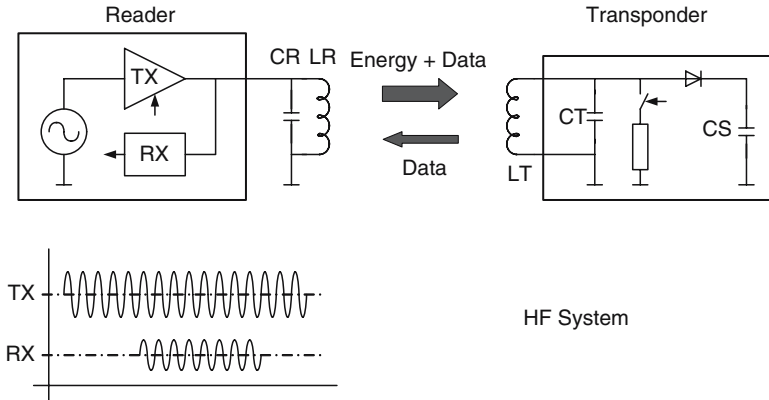 Reader
Transponder
CR LR
Energy + Data
TX
RX
Data
CT
CS
LT
TX
RX
HF System